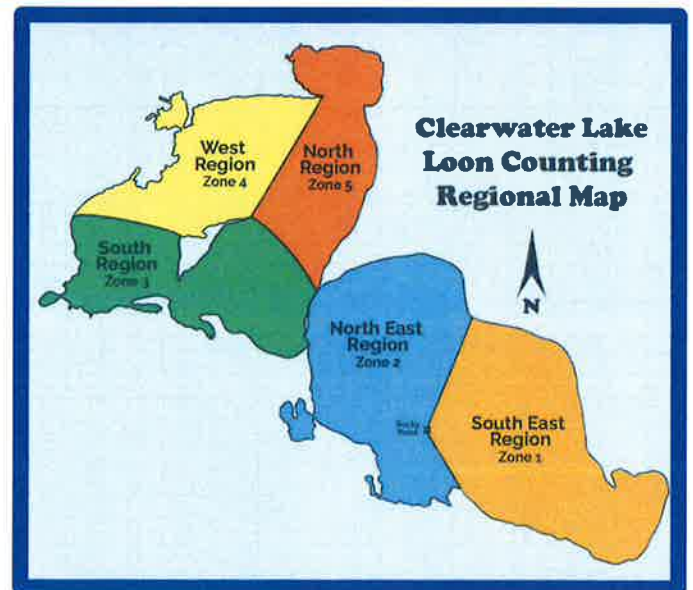 Clearwater Lake
Loon Counting
Regional Map
West
Region
Zone 4
North
Region
Zone 5
South
Region
Zone 3
N
North East
Region
Zone 2
Rocky
South East
Region
Zone 1